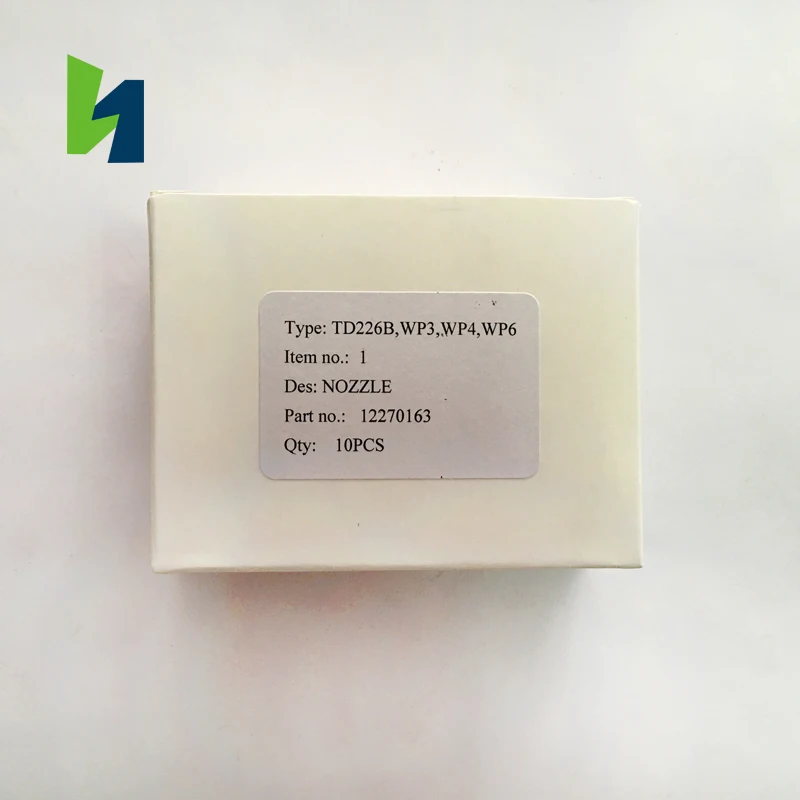 Type: TD226B,WP3,WP4,WP6
Item no.: 1
Des: NOZZLE
Part no.: 12270163
Qty: 10PCS